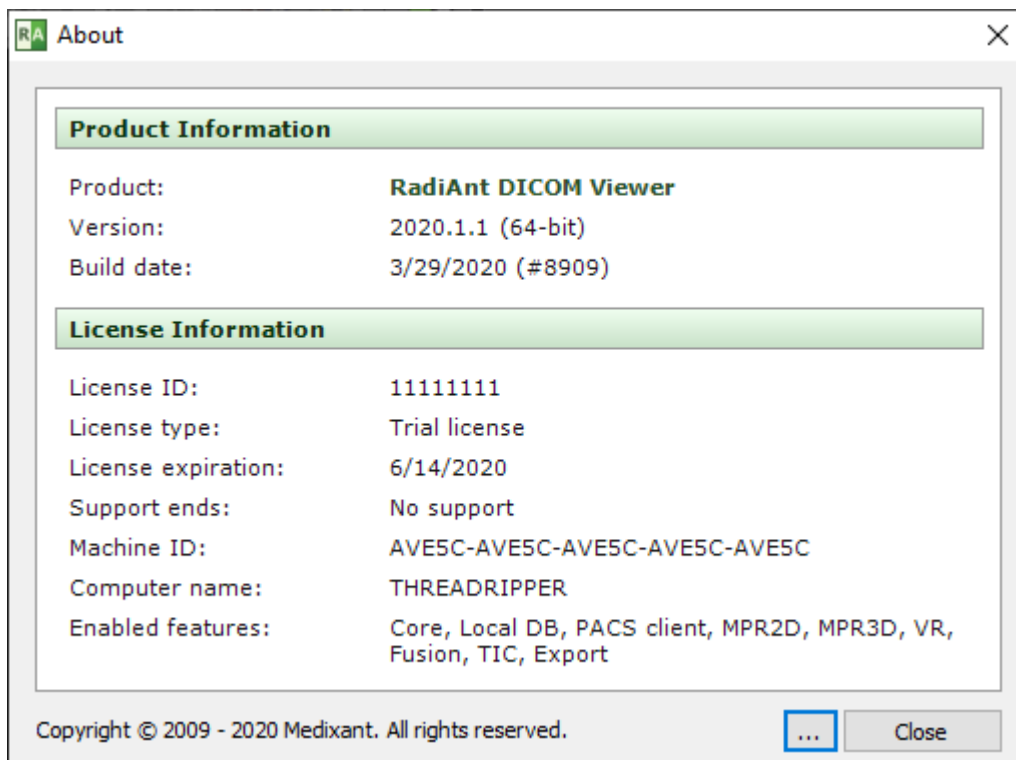 RA About
Product Information
Product: RadiAnt DICOM Viewer
Version: 2020.1.1 (64-bit)
Build date: 3/29/2020 (#8909)
License Information
License ID: 11111111
License type: Trial license
License expiration: 6/14/2020
Support ends: No support
Machine ID: AVE5C-AVE5C-AVE5C-AVE5C-AVE5C
Computer name: THREADRIPPER
Enabled features: Core, Local DB, PACS client, MPR2D, MPR3D, VR,
Fusion, TIC, Export
Copyright © 2009 - 2020 Medixant. All rights reserved. ... Close